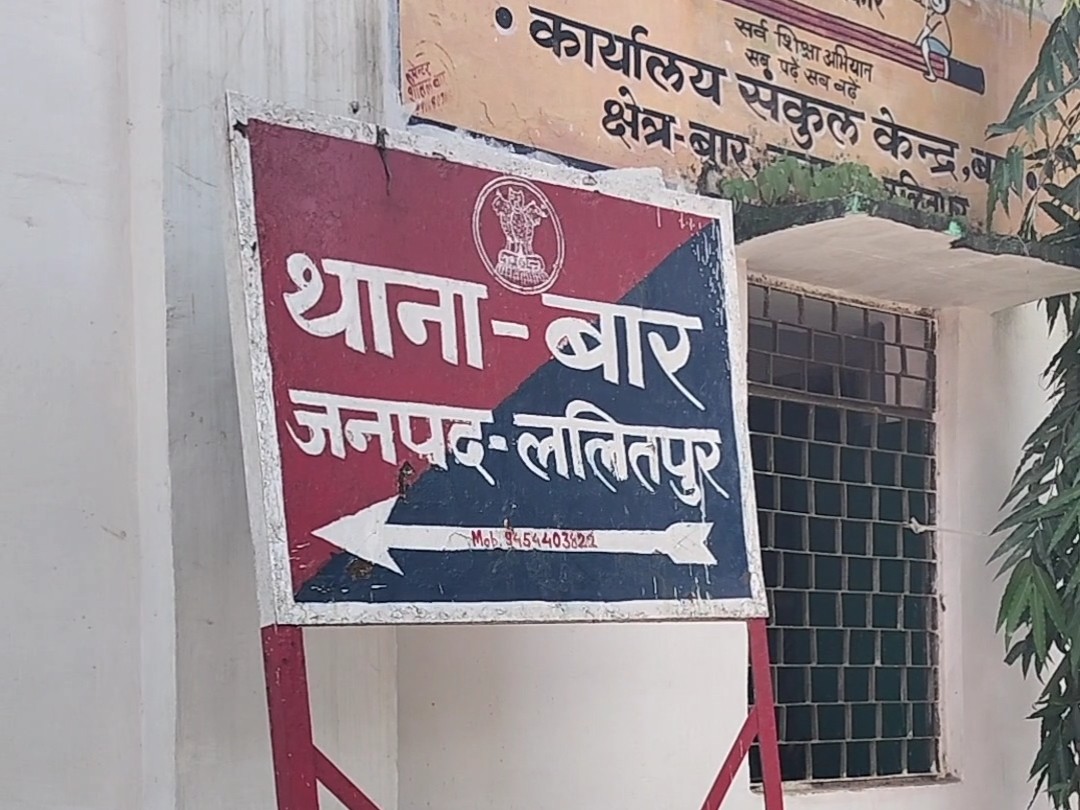 सर्व शिक्षा अभियान
सब पढ़ें सब बढ़ें
कार्यालय संकुल केन्द्र,
क्षेत्र-बार
थाना-बार
जनपद-ललितपुर
Mob. 9454403822